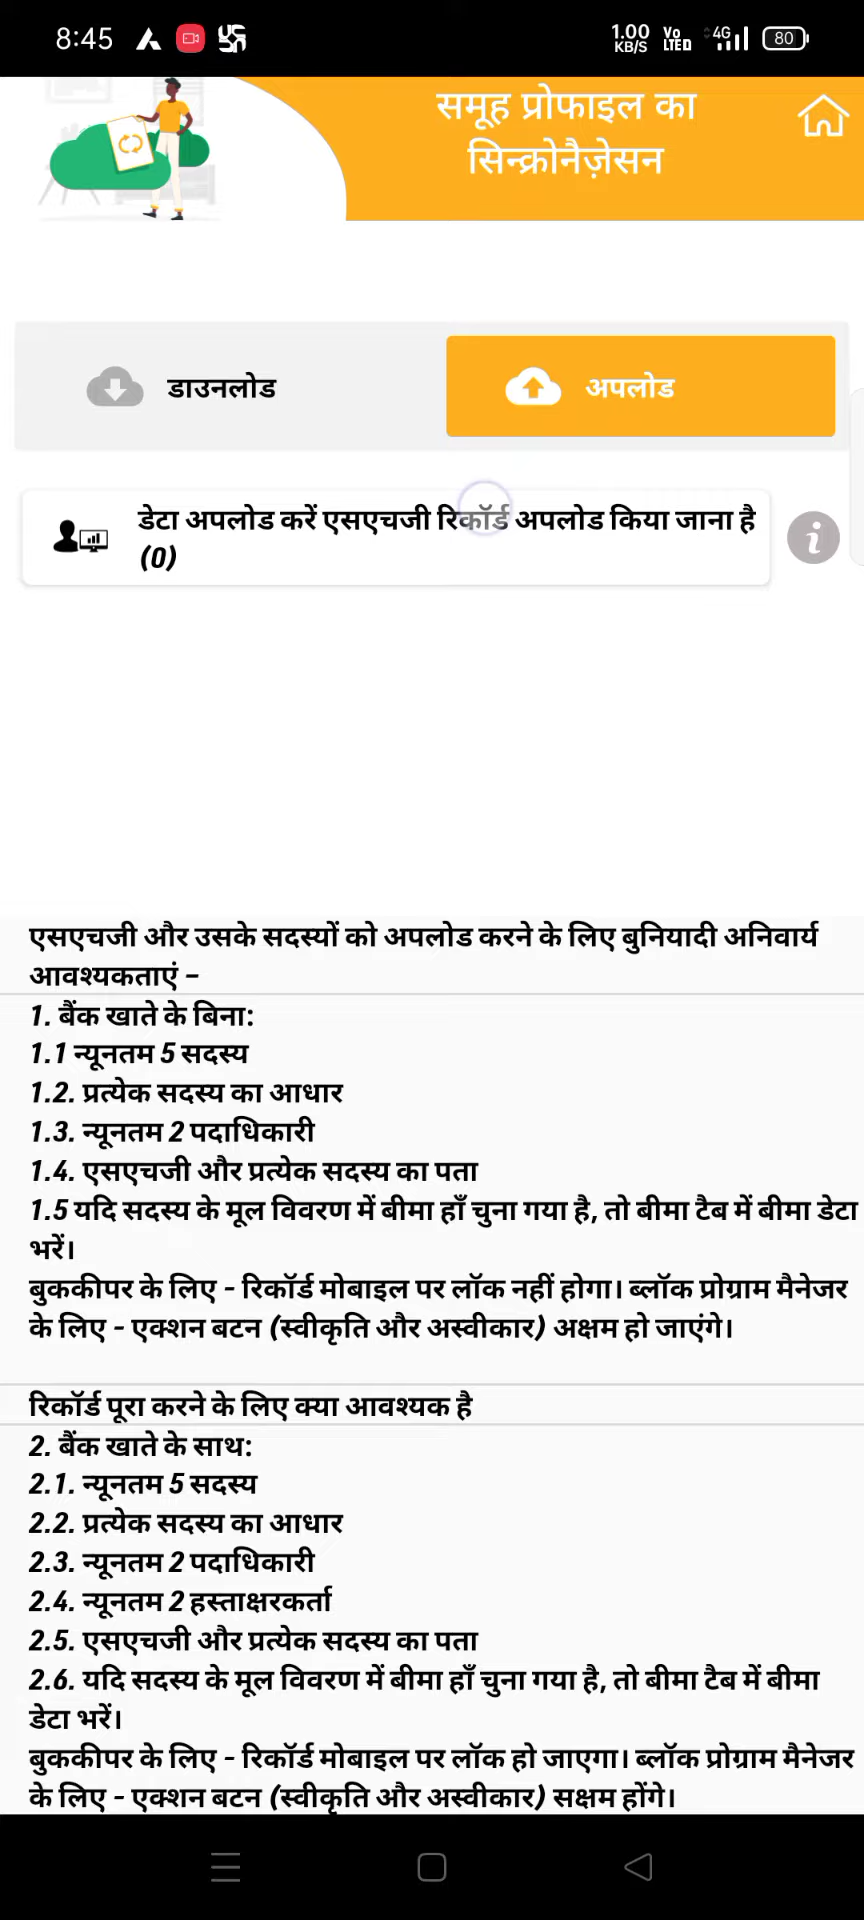 8:45
1.00 KB/S Vo LTED 4G 80
समूह प्रोफाइल का
सिन्क्रोनैज़ेसन
डाउनलोड
अपलोड
डेटा अपलोड करें एसएचजी रिकॉर्ड अपलोड किया जाना है
(0)
i
एसएचजी और उसके सदस्यों को अपलोड करने के लिए बुनियादी अनिवार्य
आवश्यकताएं –
1. बैंक खाते के बिना:
1.1 न्यूनतम 5 सदस्य
1.2. प्रत्येक सदस्य का आधार
1.3. न्यूनतम 2 पदाधिकारी
1.4. एसएचजी और प्रत्येक सदस्य का पता
1.5 यदि सदस्य के मूल विवरण में बीमा हाँ चुना गया है, तो बीमा टैब में बीमा डेटा
भरें।
बुककीपर के लिए - रिकॉर्ड मोबाइल पर लॉक नहीं होगा। ब्लॉक प्रोग्राम मैनेजर
के लिए - एक्शन बटन (स्वीकृति और अस्वीकार) अक्षम हो जाएंगे।
रिकॉर्ड पूरा करने के लिए क्या आवश्यक है
2. बैंक खाते के साथ:
2.1. न्यूनतम 5 सदस्य
2.2. प्रत्येक सदस्य का आधार
2.3. न्यूनतम 2 पदाधिकारी
2.4. न्यूनतम 2 हस्ताक्षरकर्ता
2.5. एसएचजी और प्रत्येक सदस्य का पता
2.6. यदि सदस्य के मूल विवरण में बीमा हाँ चुना गया है, तो बीमा टैब में बीमा
डेटा भरें।
बुककीपर के लिए - रिकॉर्ड मोबाइल पर लॉक हो जाएगा। ब्लॉक प्रोग्राम मैनेजर
के लिए - एक्शन बटन (स्वीकृति और अस्वीकार) सक्षम होंगे।